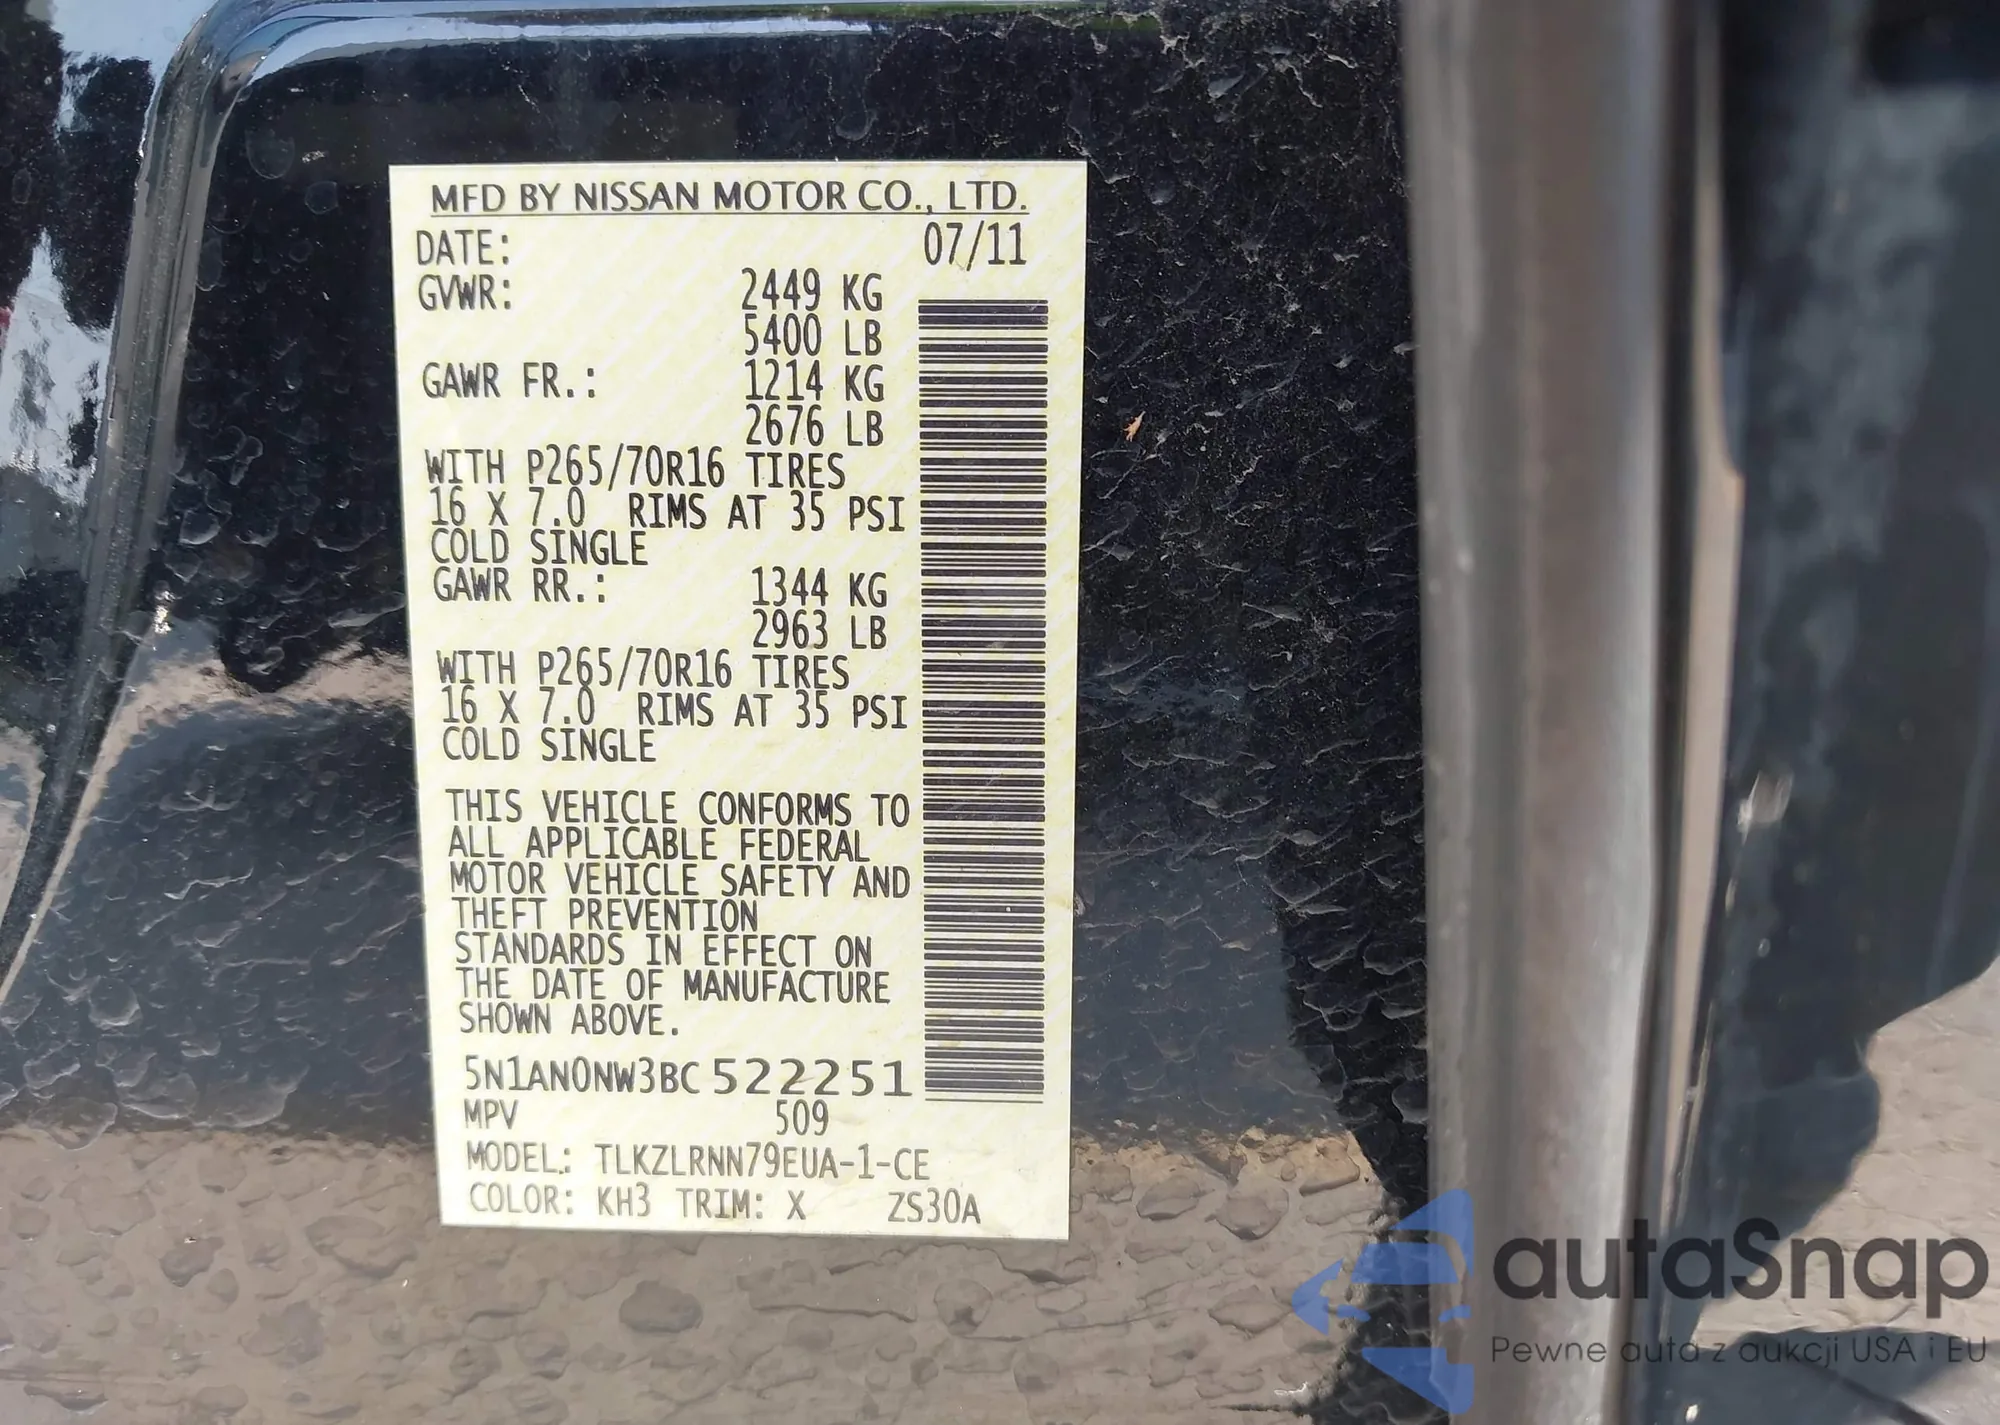 MFD BY NISSAN MOTOR CO., LTD.
DATE: 07/11
GVWR: 2449 KG
5400 LB
GAWR FR.: 1214 KG
2676 LB
WITH P265/70R16 TIRES
16 X 7.0 RIMS AT 35 PSI
COLD SINGLE
GAWR RR.: 1344 KG
2963 LB
WITH P265/70R16 TIRES
16 X 7.0 RIMS AT 35 PSI
COLD SINGLE
THIS VEHICLE CONFORMS TO
ALL APPLICABLE FEDERAL
MOTOR VEHICLE SAFETY AND
THEFT PREVENTION
STANDARDS IN EFFECT ON
THE DATE OF MANUFACTURE
SHOWN ABOVE.
5N1AN0NW3BC522251
MPV 509
MODEL: TLKZLRNN79EUA-1-CE
COLOR: KH3 TRIM: X ZS30A
autaSnap
Pewne auta z aukcji USA i EU